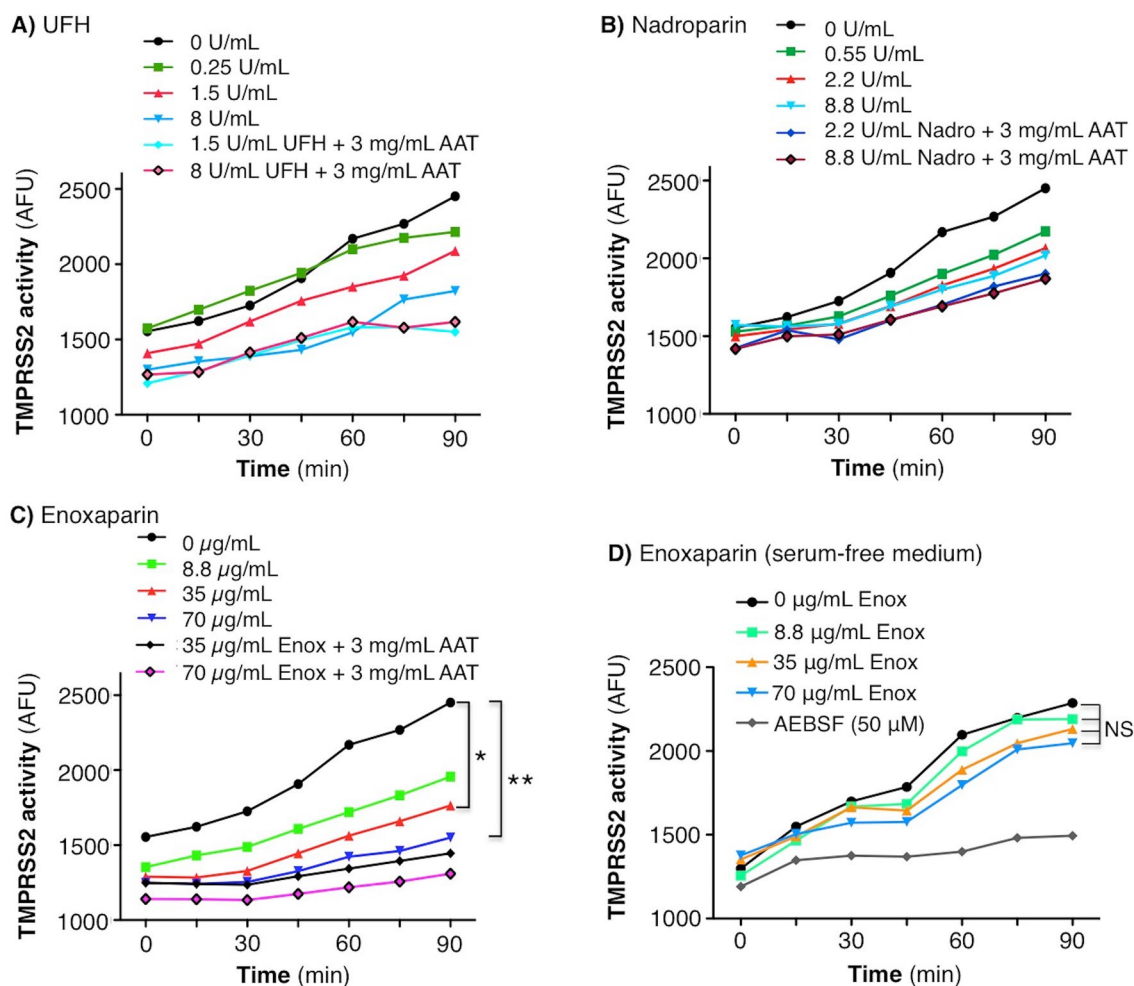 A) UFH
0 U/mL
0.25 U/mL
1.5 U/mL
8 U/mL
1.5 U/mL UFH + 3 mg/mL AAT
8 U/mL UFH + 3 mg/mL AAT
2500
2000
1500
1000
TMPRSS2 activity (AFU)
0 30 60 90
Time (min)
B) Nadroparin
0 U/mL
0.55 U/mL
2.2 U/mL
8.8 U/mL
2.2 U/mL Nadro + 3 mg/mL AAT
8.8 U/mL Nadro + 3 mg/mL AAT
2500
2000
1500
1000
TMPRSS2 activity (AFU)
0 30 60 90
Time (min)
C) Enoxaparin
0 µg/mL
8.8 µg/mL
35 µg/mL
70 µg/mL
35 µg/mL Enox + 3 mg/mL AAT
70 µg/mL Enox + 3 mg/mL AAT
2500
2000
1500
1000
TMPRSS2 activity (AFU)
*
**
0 30 60 90
Time (min)
D) Enoxaparin (serum-free medium)
0 µg/mL Enox
8.8 µg/mL Enox
35 µg/mL Enox
70 µg/mL Enox
AEBSF (50 µM)
2500
2000
1500
1000
TMPRSS2 activity (AFU)
NS
0 30 60 90
Time (min)